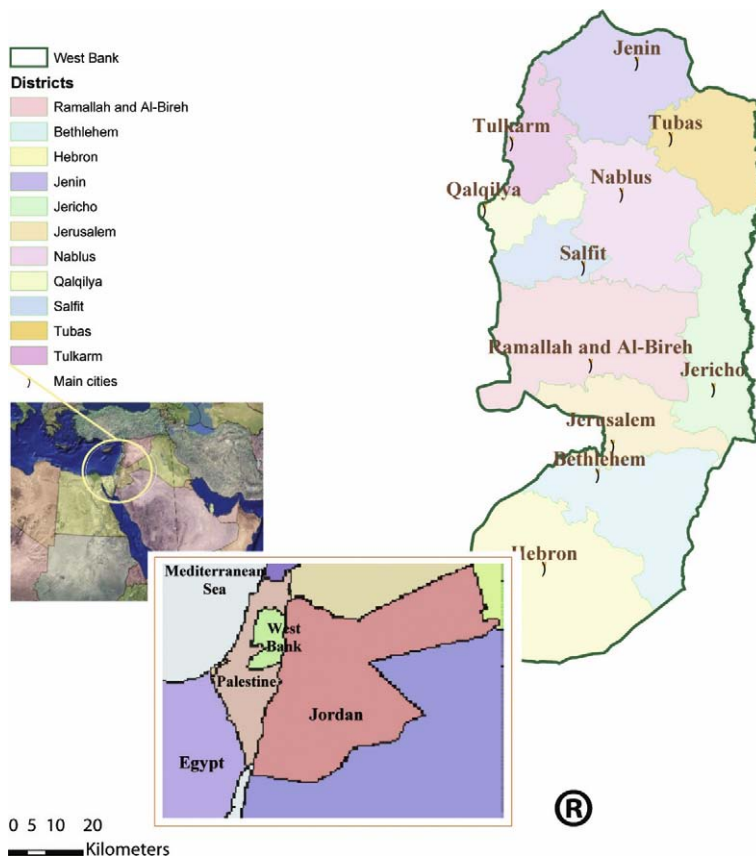 West Bank
Districts
Ramallah and Al-Bireh
Bethlehem
Hebron
Jenin
Jericho
Jerusalem
Nablus
Qalqilya
Salfit
Tubas
Tulkarm
Main cities
Jenin
Tulkarm
Tubas
Qalqilya
Nablus
Salfit
Ramallah and Al-Bireh
Jericho
Jerusalem
Bethlehem
Hebron
Mediterranean
Sea
West
Bank
Palestine
Jordan
Egypt
®
0 5 10 20
Kilometers